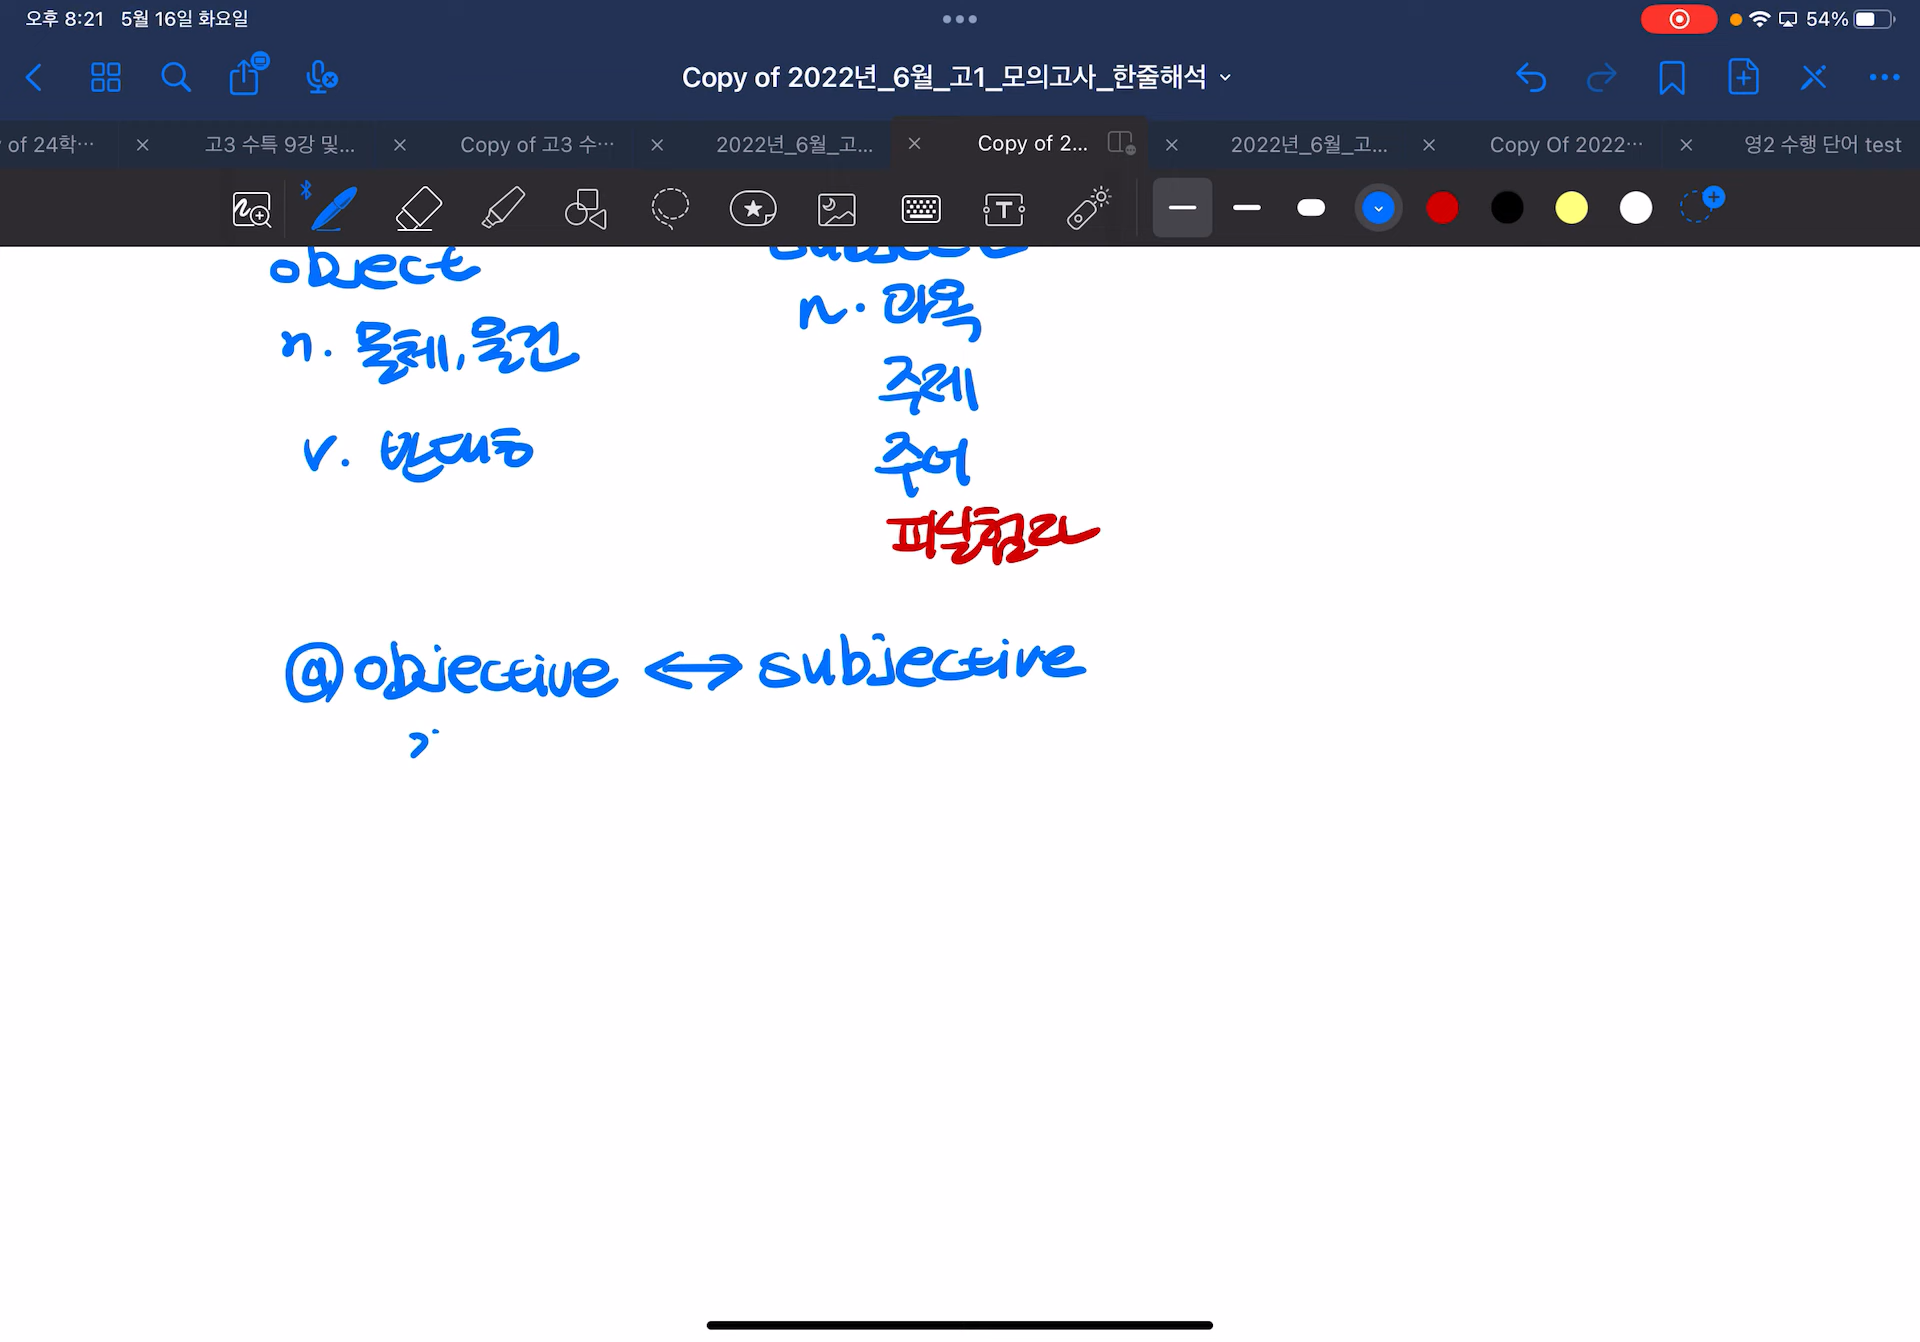 오후 8:21 5월 16일 화요일
54%
Copy of 2022년_6월_고1_모의고사_한줄해석
of 24학…
고3 수특 9강 및...
Copy of 고3 수…
2022년_6월_고...
Copy of 2...
2022년_6월_고...
Copy Of 2022…
영2 수행 단어 test
object
n. 물체, 물건
v. 반대%
subject
n. 과목
주제
주어
피실험자
ⓐ objective ↔ subjective